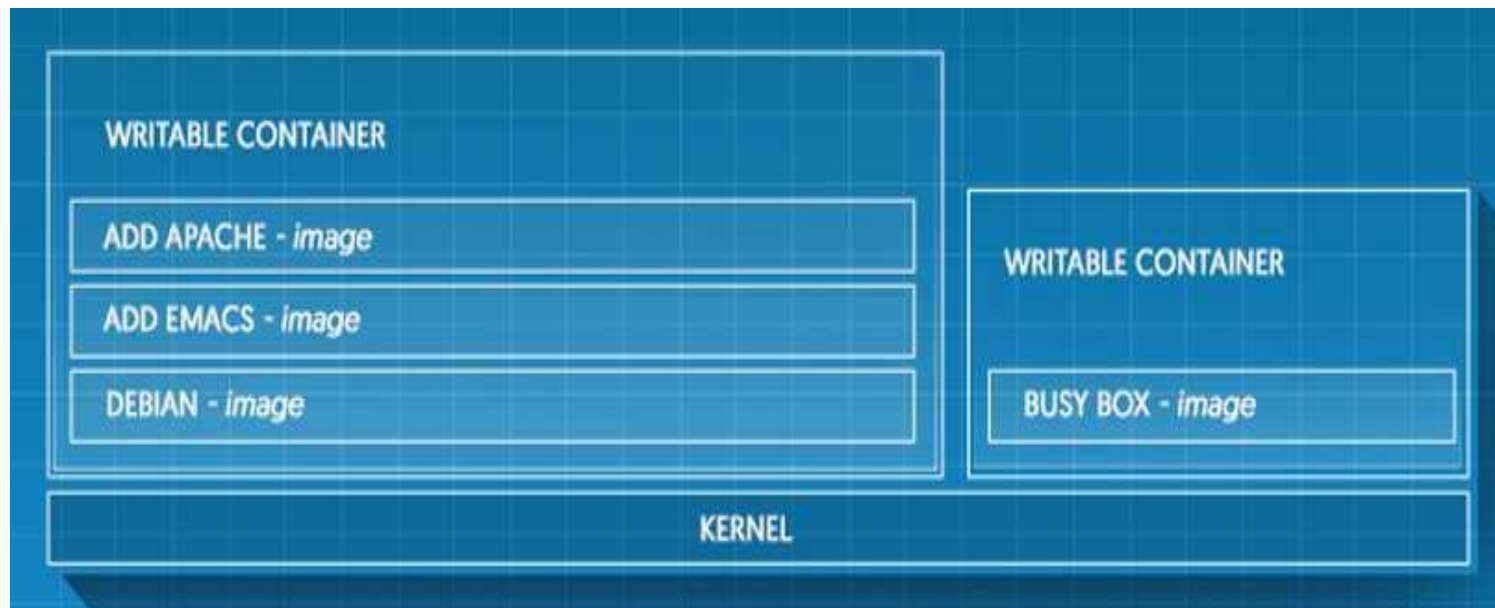 WRITABLE CONTAINER
ADD APACHE - image
ADD EMACS - image
DEBIAN - image
WRITABLE CONTAINER
BUSY BOX - image
KERNEL